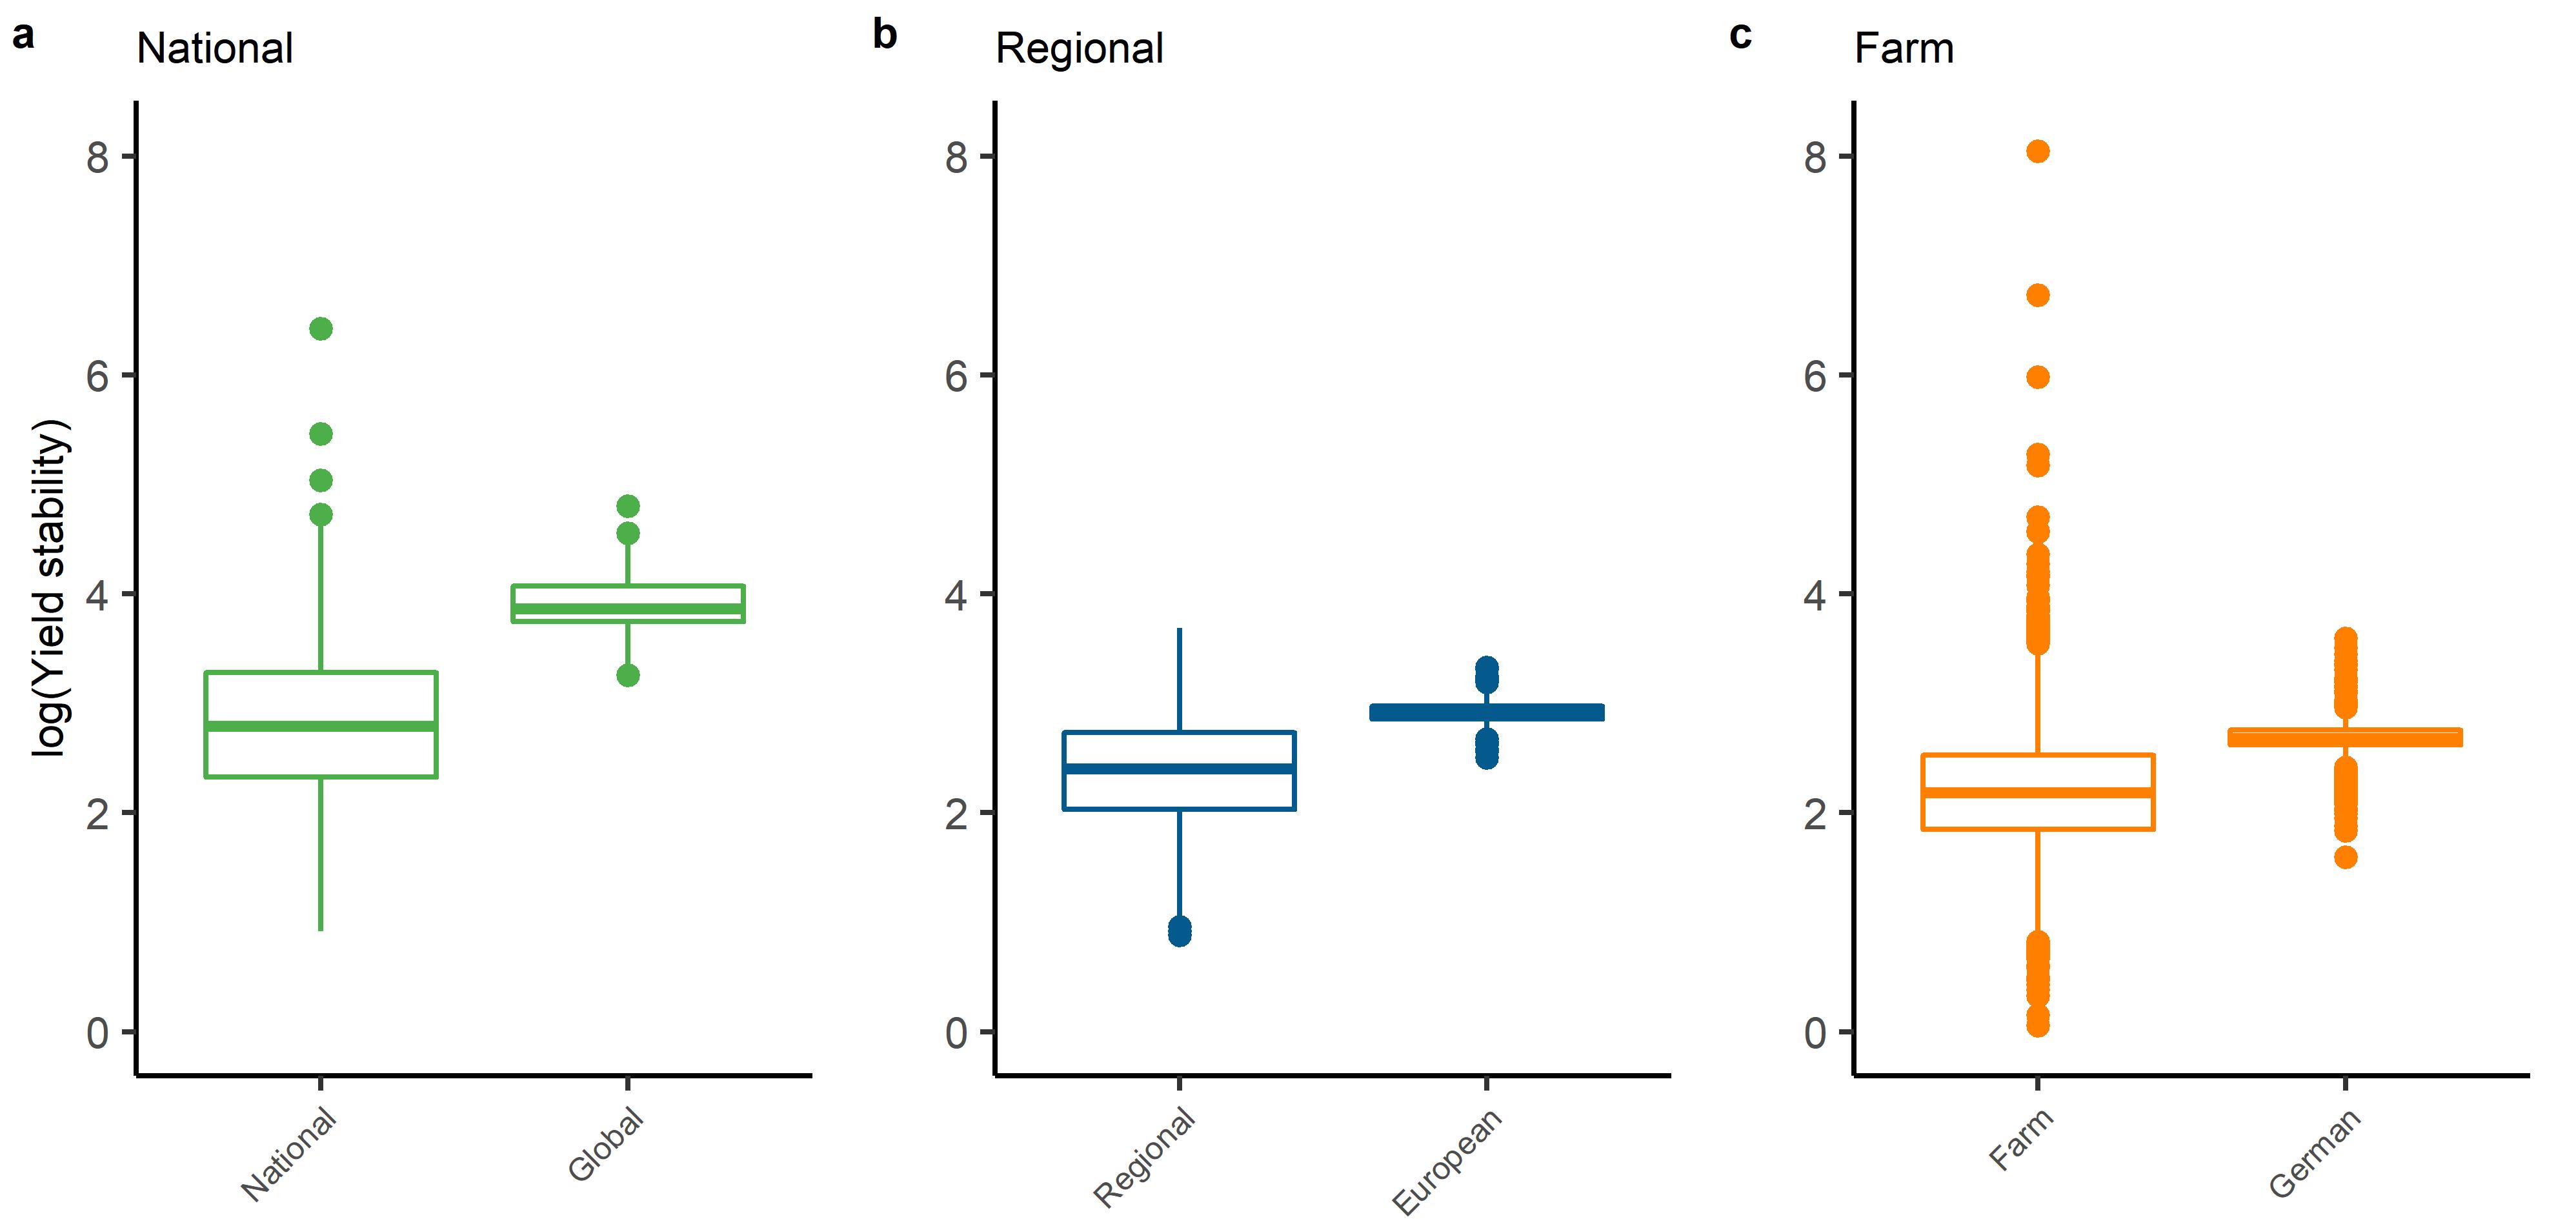 a
National
log(Yield stability)
8
6
4
2
0
National
Global
b
Regional
8
6
4
2
0
Regional
European
c
Farm
8
6
4
2
0
Farm
German